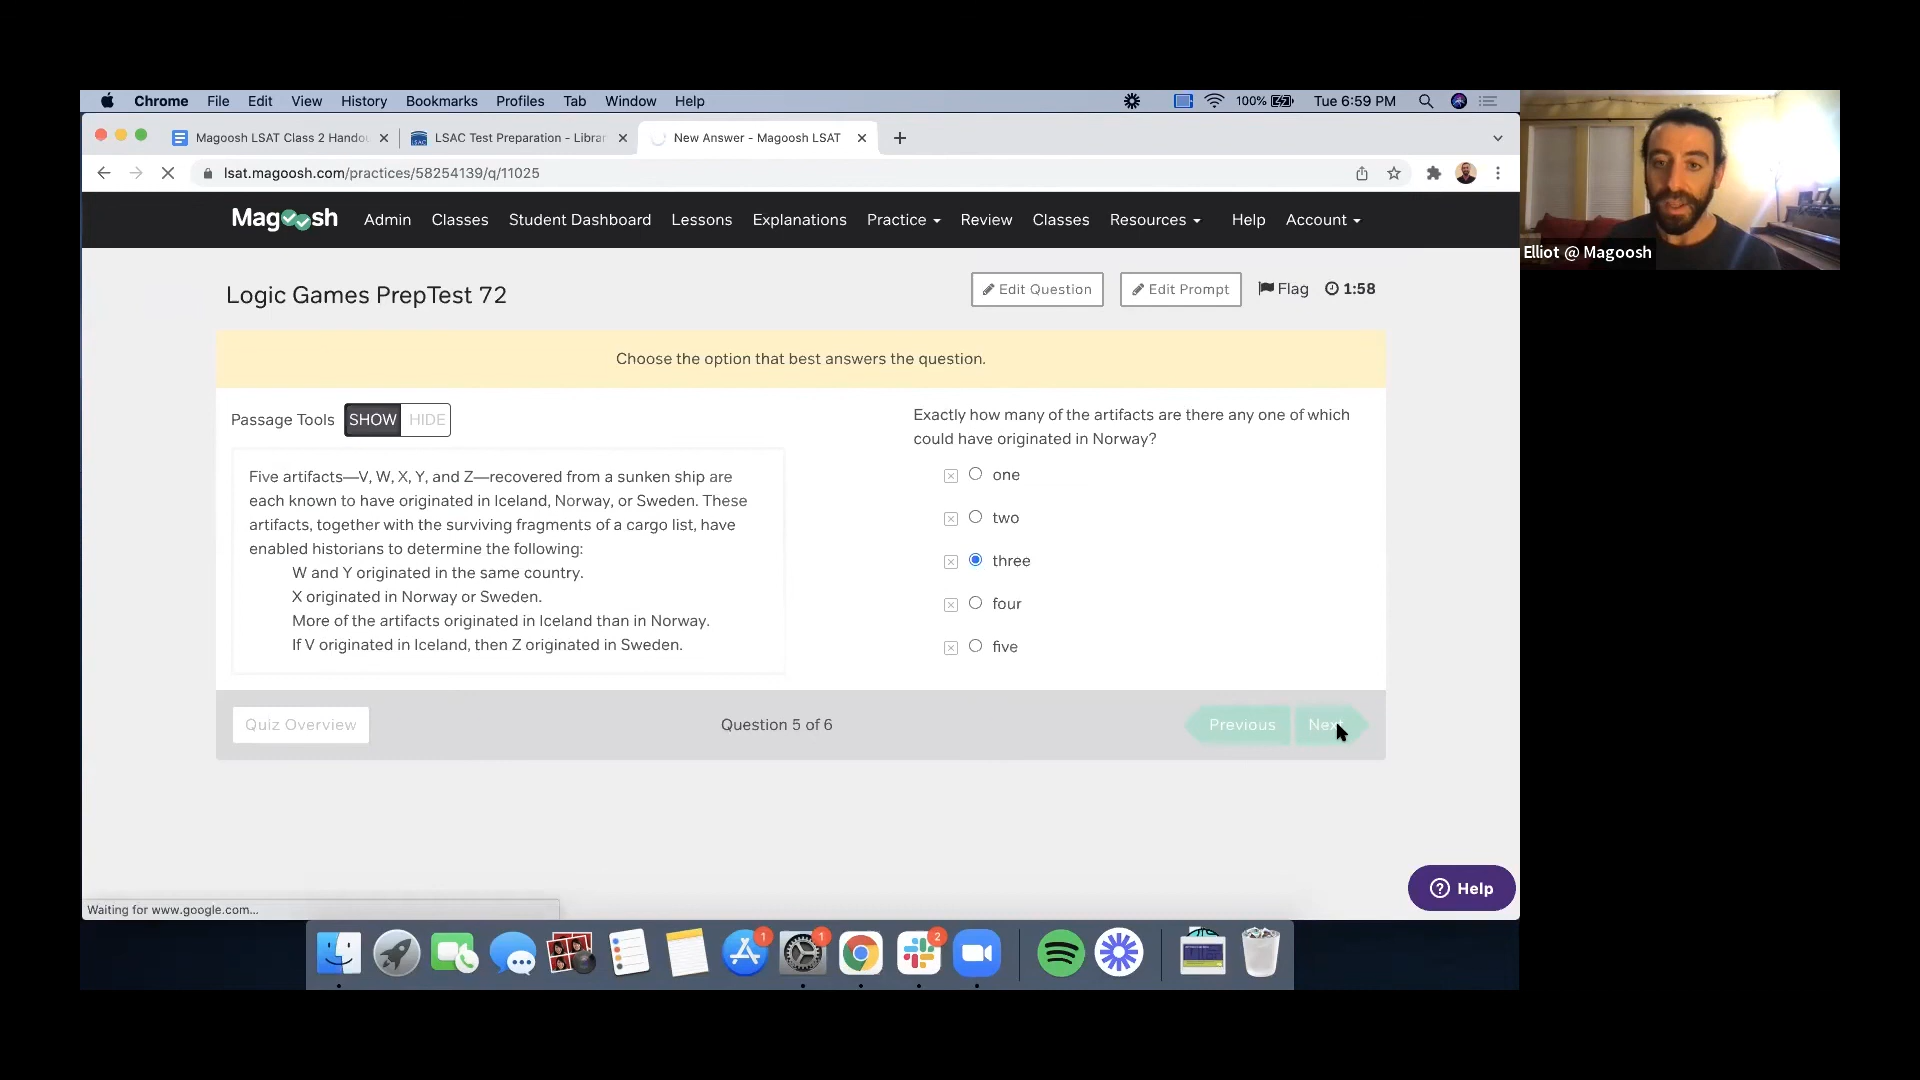 Chrome File Edit View History Bookmarks Profiles Tab Window Help 100% Tue 6:59 PM
Magoosh LSAT Class 2 Handou LSAC Test Preparation - Librar New Answer - Magoosh LSAT
lsat.magoosh.com/practices/58254139/q/11025
Magoosh Admin Classes Student Dashboard Lessons Explanations Practice Review Classes Resources Help Account
Elliot @ Magoosh
Logic Games PrepTest 72
Edit Question Edit Prompt Flag 1:58
Choose the option that best answers the question.
Passage Tools SHOW HIDE
Five artifacts—V, W, X, Y, and Z—recovered from a sunken ship are
each known to have originated in Iceland, Norway, or Sweden. These
artifacts, together with the surviving fragments of a cargo list, have
enabled historians to determine the following:
W and Y originated in the same country.
X originated in Norway or Sweden.
More of the artifacts originated in Iceland than in Norway.
If V originated in Iceland, then Z originated in Sweden.
Exactly how many of the artifacts are there any one of which
could have originated in Norway?
one
two
three
four
five
Quiz Overview Question 5 of 6 Previous Next
Help
Waiting for www.google.com...
1 1 2